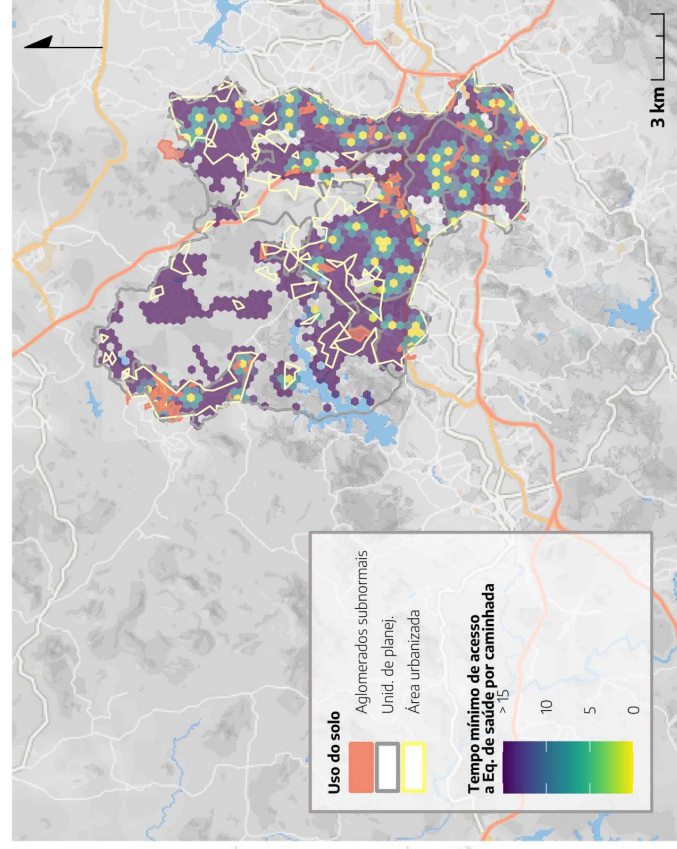 Uso do solo
Aglomerados subnormais
Unid. de planej.
Área urbanizada
Tempo mínimo de acesso
a Eq. de saúde por caminhada
> 15
10
5
0
3 km